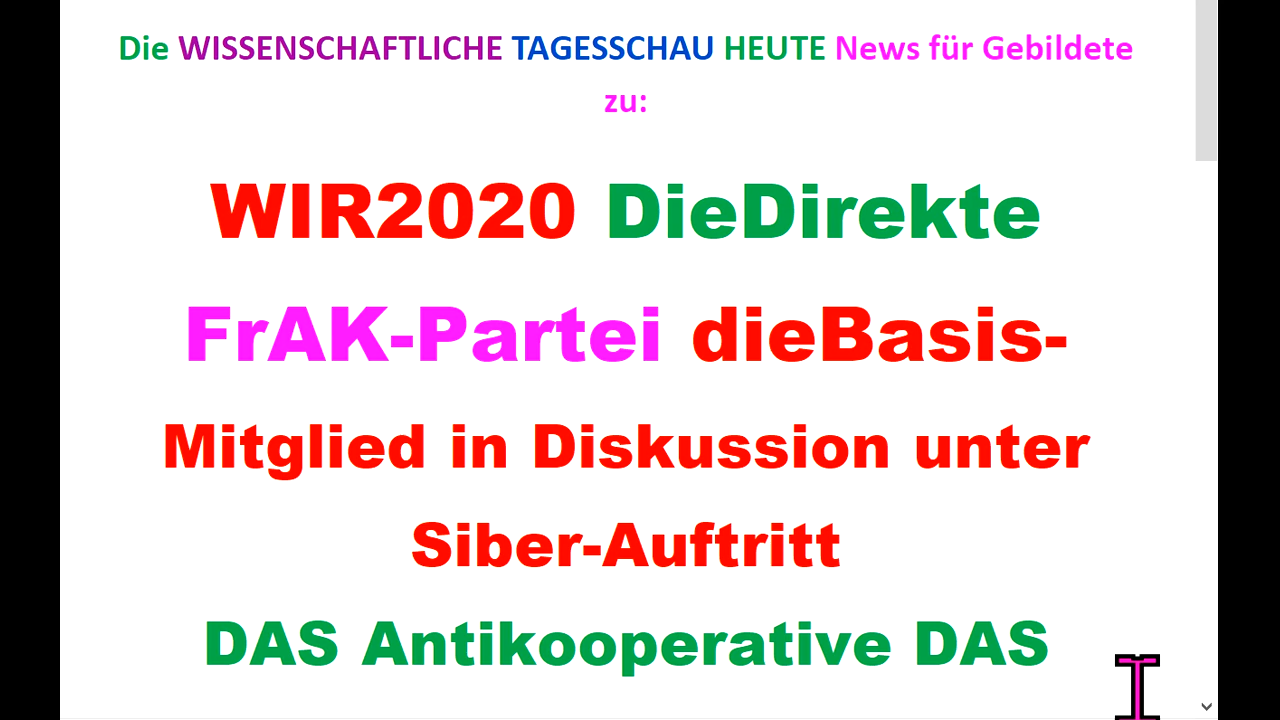 Die WISSENSCHAFTLICHE TAGESSCHAU HEUTE News für Gebildete
zu:
WIR2020 DieDirekte
FrAK-Partei dieBasis-
Mitglied in Diskussion unter
Siber-Auftritt
DAS Antikooperative DAS